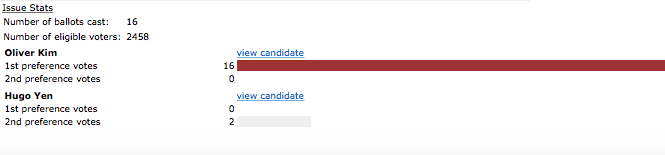 Issue Stats
Number of ballots cast: 16
Number of eligible voters: 2458
Oliver Kim view candidate
1st preference votes 16
2nd preference votes 0
Hugo Yen view candidate
1st preference votes 0
2nd preference votes 2